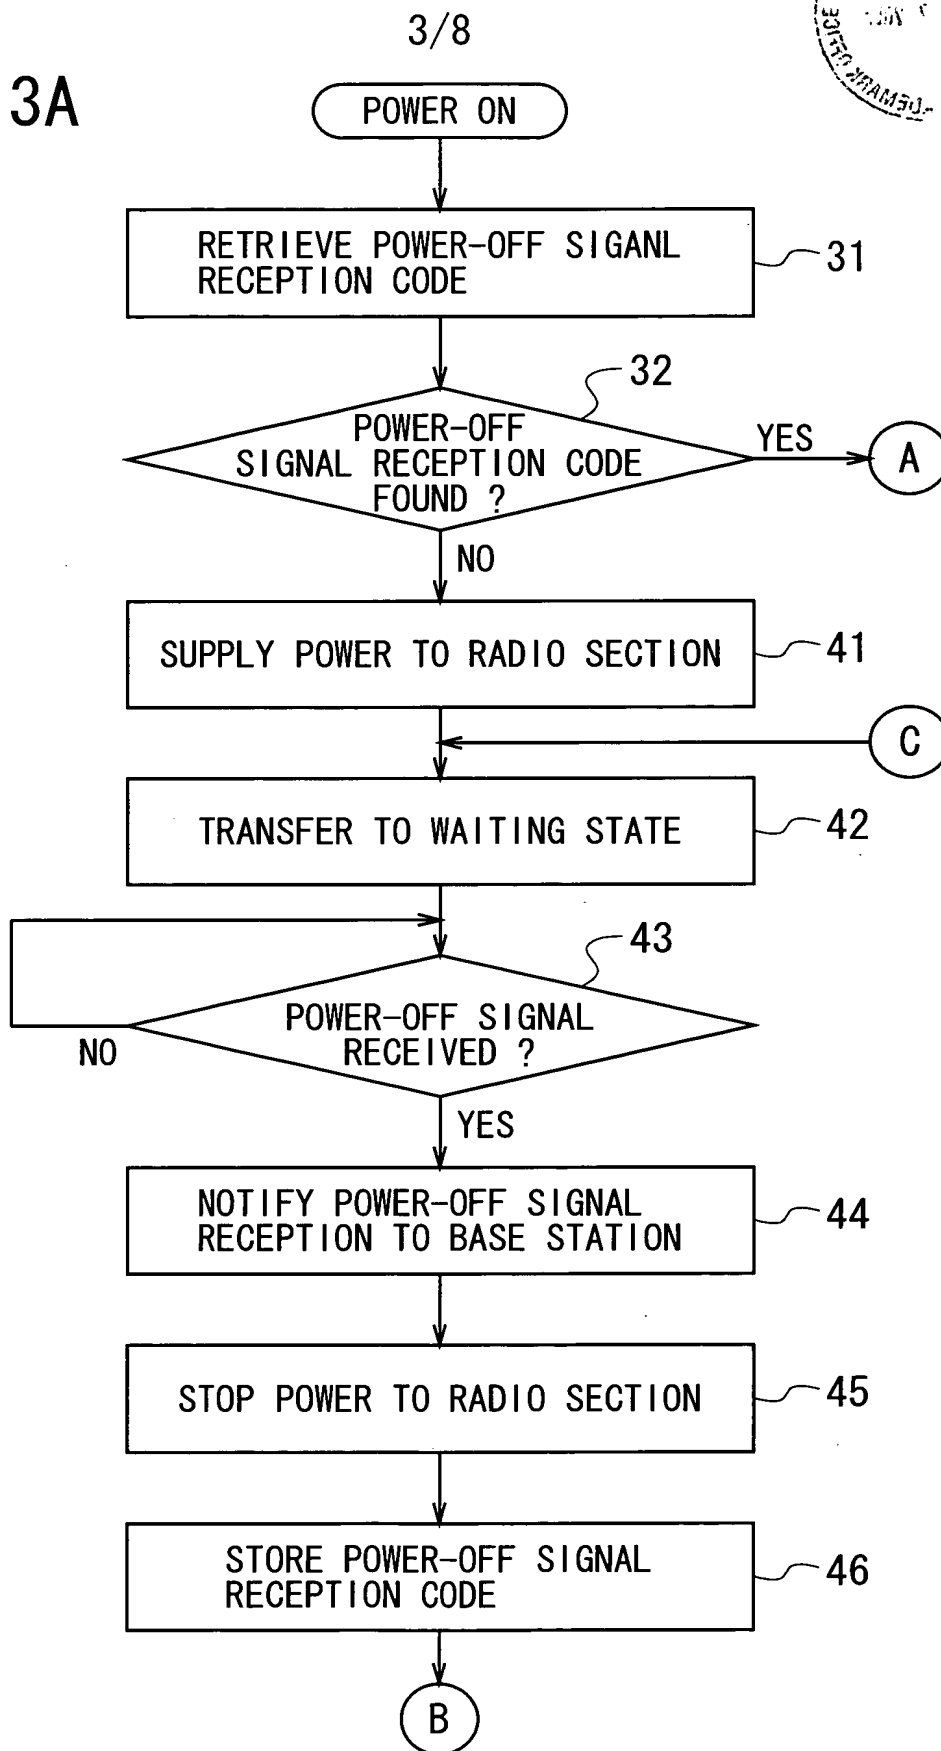 3/8
3A
POWER ON
RETRIEVE POWER-OFF SIGANL
RECEPTION CODE
31
32
POWER-OFF
SIGNAL RECEPTION CODE
FOUND ?
YES
A
NO
SUPPLY POWER TO RADIO SECTION
41
C
TRANSFER TO WAITING STATE
42
43
POWER-OFF SIGNAL
RECEIVED ?
NO
YES
NOTIFY POWER-OFF SIGNAL
RECEPTION TO BASE STATION
44
STOP POWER TO RADIO SECTION
45
STORE POWER-OFF SIGNAL
RECEPTION CODE
46
B